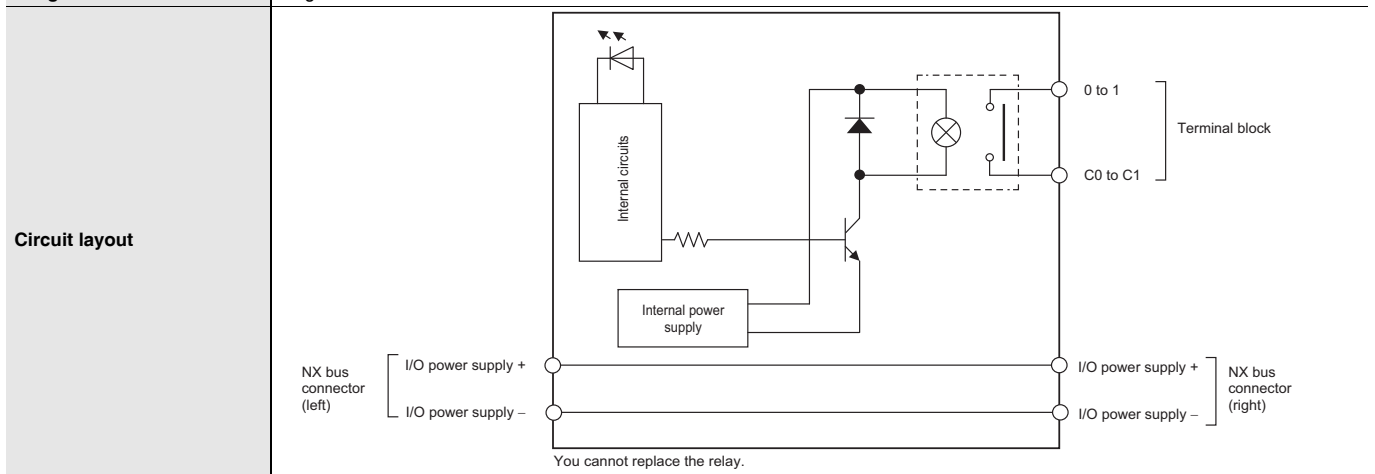 Circuit layout
Internal circuits
0 to 1
Terminal block
C0 to C1
Internal power
supply
NX bus
connector
(left)
I/O power supply +
I/O power supply –
I/O power supply +
I/O power supply –
NX bus
connector
(right)
You cannot replace the relay.